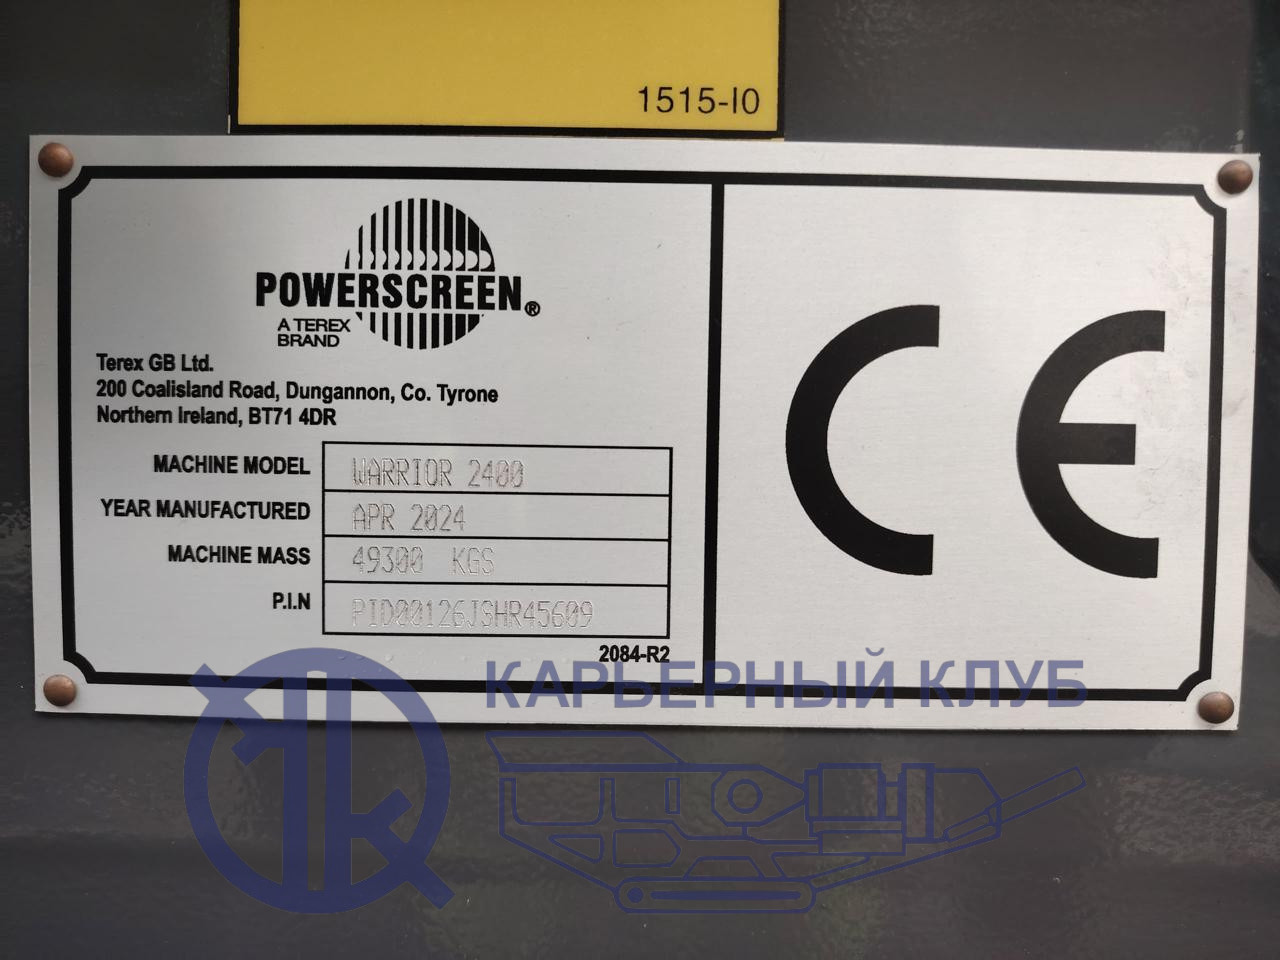 1515-I0
POWERSCREEN®
A TEREX
BRAND
Terex GB Ltd.
200 Coalisland Road, Dungannon, Co. Tyrone
Northern Ireland, BT71 4DR
MACHINE MODEL WARRIOR 2400
YEAR MANUFACTURED APR 2024
MACHINE MASS 49300 KGS
P.I.N PID00126JSHR45609
2084-R2
CE
КАРЬЕРНЫЙ КЛУБ